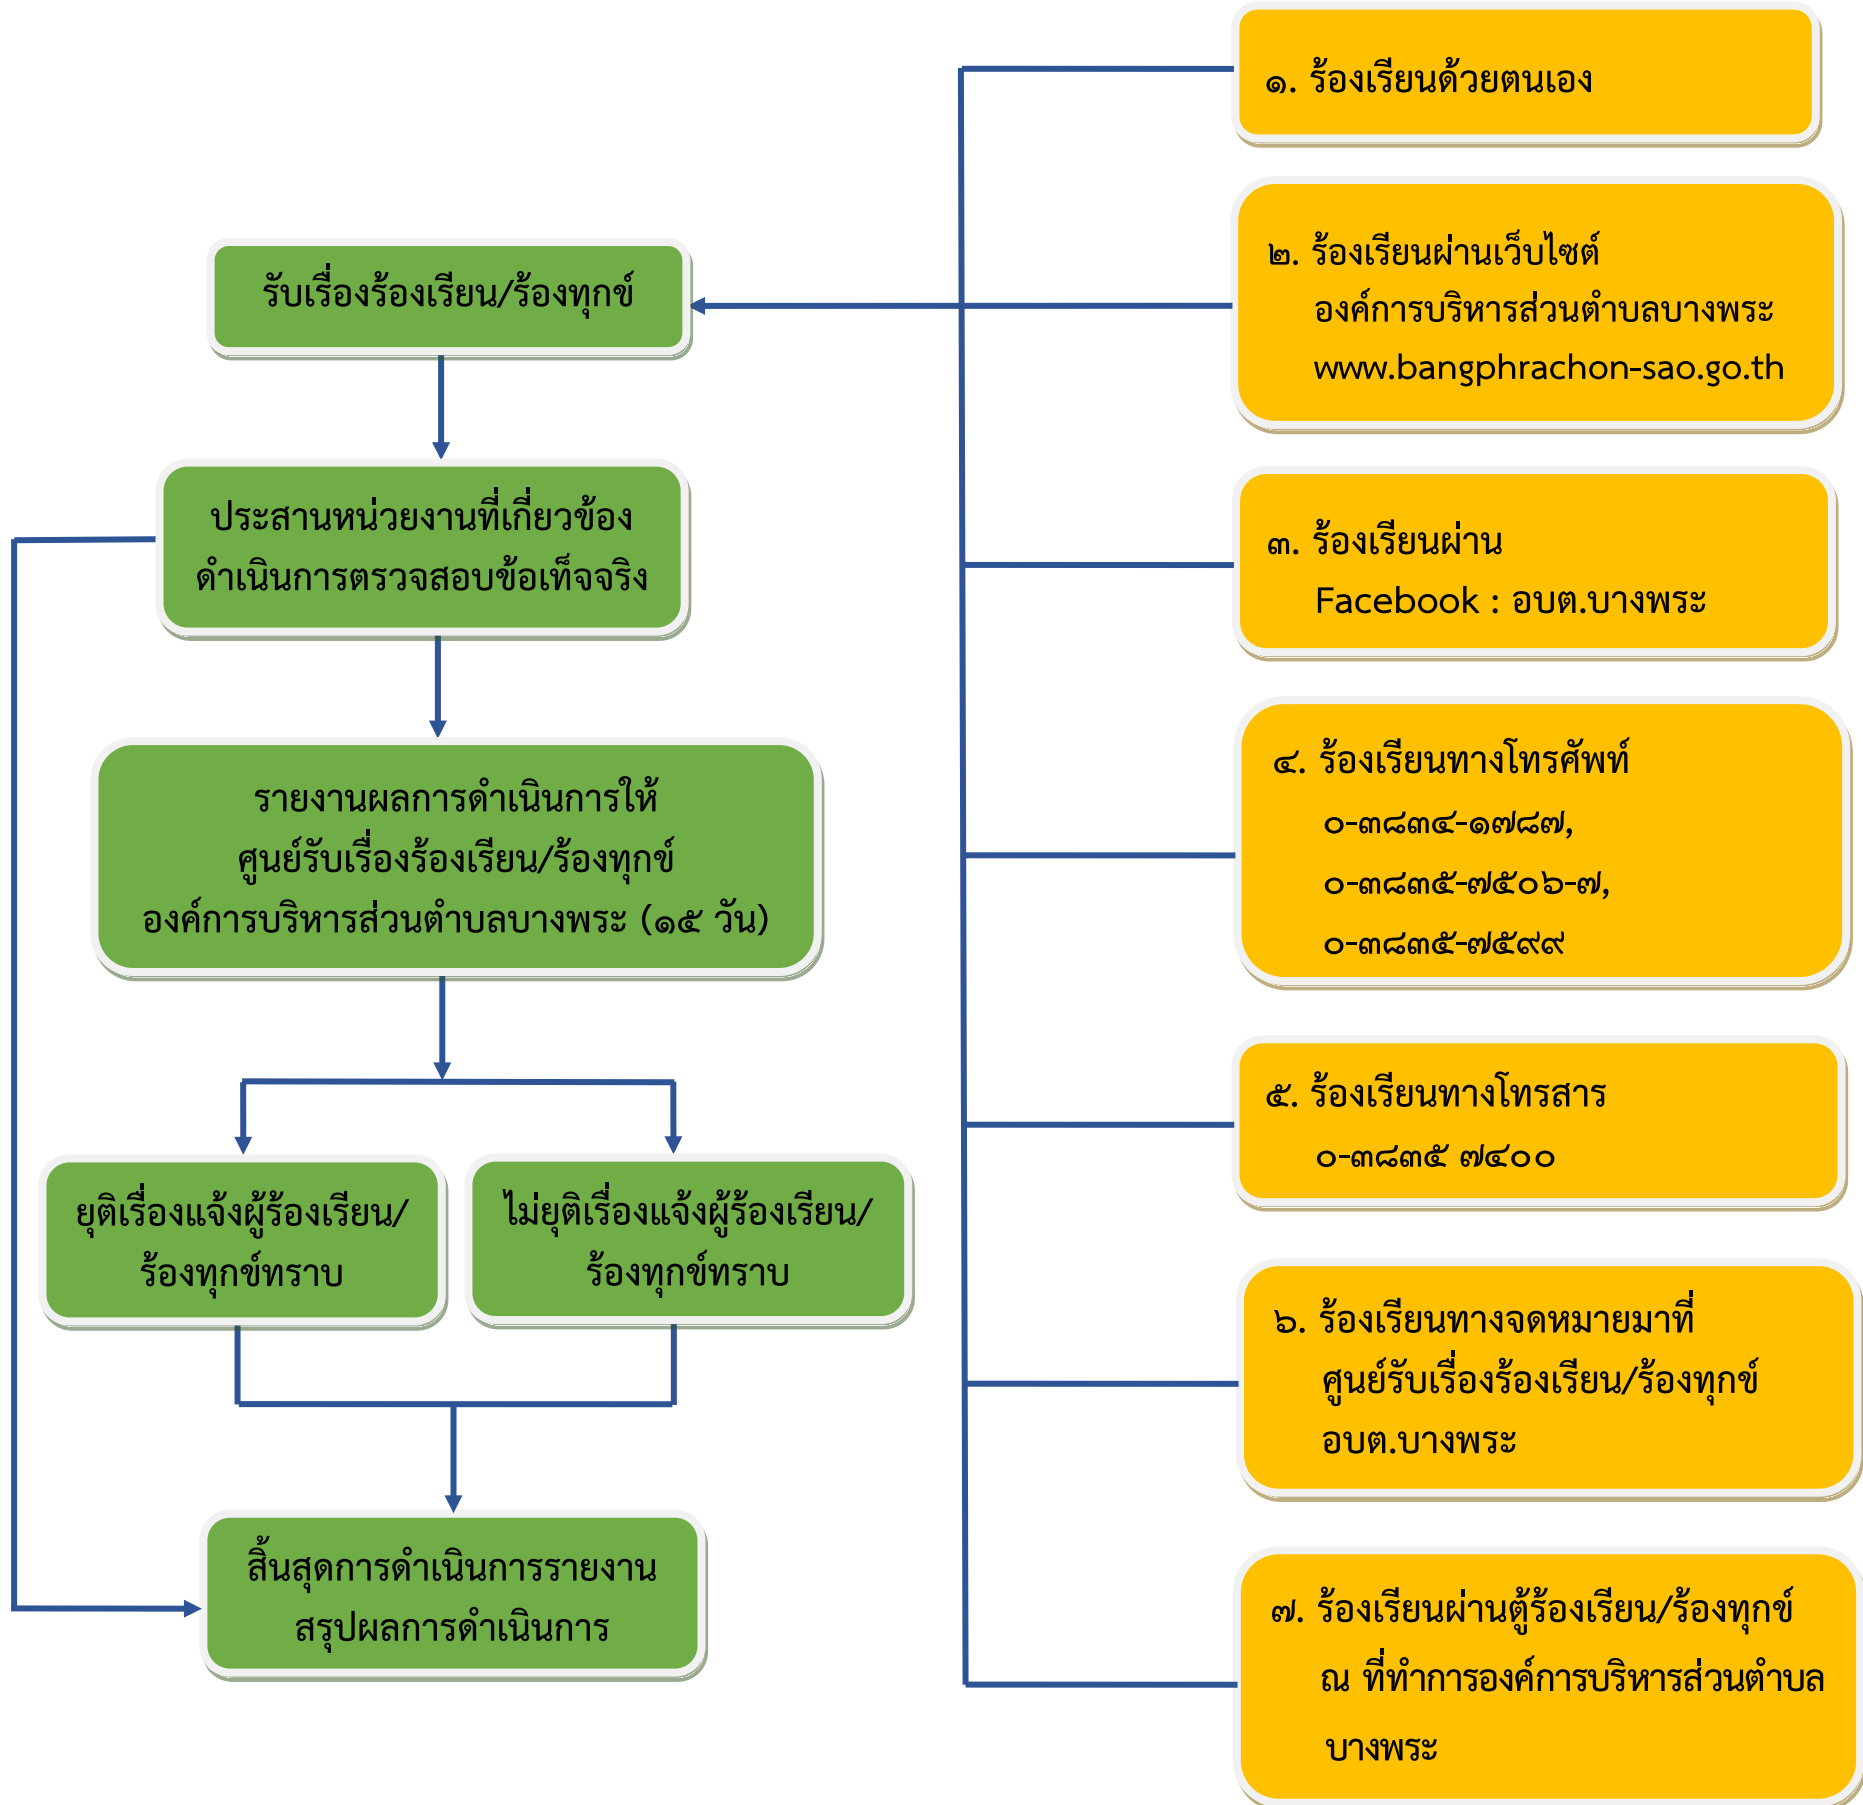 ๑. ร้องเรียนด้วยตนเอง
๒. ร้องเรียนผ่านเว็บไซต์
องค์การบริหารส่วนตำบลบางพระ
www.bangphrachon-sao.go.th
๓. ร้องเรียนผ่าน
Facebook : อบต.บางพระ
๔. ร้องเรียนทางโทรศัพท์
๐-๓๘๓๔-๑๗๘๗,
๐-๓๘๓๕-๗๕๐๖-๗,
๐-๓๘๓๕-๗๕๙๙
๕. ร้องเรียนทางโทรสาร
๐-๓๘๓๕ ๗๔๐๐
๖. ร้องเรียนทางจดหมายมาที่
ศูนย์รับเรื่องร้องเรียน/ร้องทุกข์
อบต.บางพระ
๗. ร้องเรียนผ่านตู้ร้องเรียน/ร้องทุกข์
ณ ที่ทำการองค์การบริหารส่วนตำบล
บางพระ
รับเรื่องร้องเรียน/ร้องทุกข์
ประสานหน่วยงานที่เกี่ยวข้อง
ดำเนินการตรวจสอบข้อเท็จจริง
รายงานผลการดำเนินการให้
ศูนย์รับเรื่องร้องเรียน/ร้องทุกข์
องค์การบริหารส่วนตำบลบางพระ (๑๕ วัน)
ยุติเรื่องแจ้งผู้ร้องเรียน/
ร้องทุกข์ทราบ
ไม่ยุติเรื่องแจ้งผู้ร้องเรียน/
ร้องทุกข์ทราบ
สิ้นสุดการดำเนินการรายงาน
สรุปผลการดำเนินการ